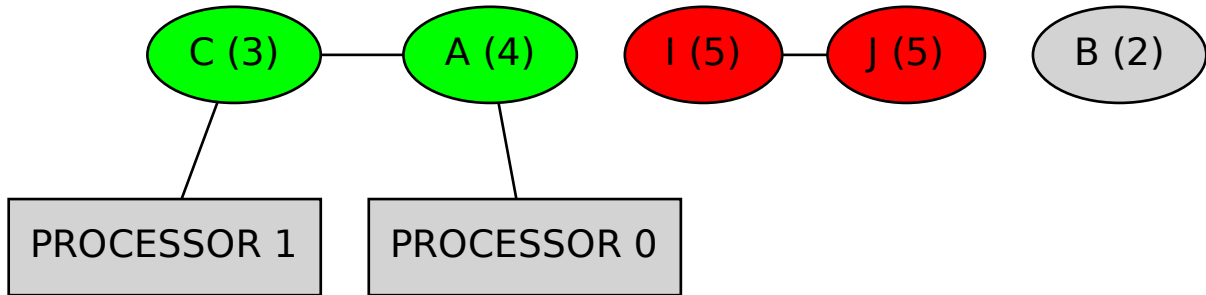 C (3)
A (4)
I (5)
J (5)
B (2)
PROCESSOR 1
PROCESSOR 0